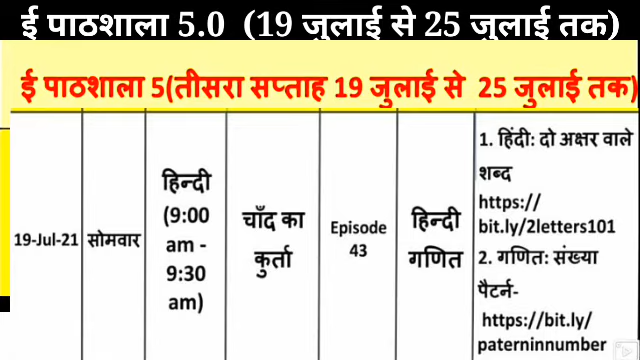 ई पाठशाला 5.0 (19 जुलाई से 25 जुलाई तक)
ई पाठशाला 5(तीसरा सप्ताह 19 जुलाई से 25 जुलाई तक)
19-Jul-21
सोमवार
हिन्दी
(9:00
am -
9:30
am)
चाँद का
कुर्ता
Episode
43
हिन्दी
गणित
1. हिंदी: दो अक्षर वाले
शब्द
https://
bit.ly/2letters101
2. गणित: संख्या
पैटर्न-
https://bit.ly/
paterninnumber